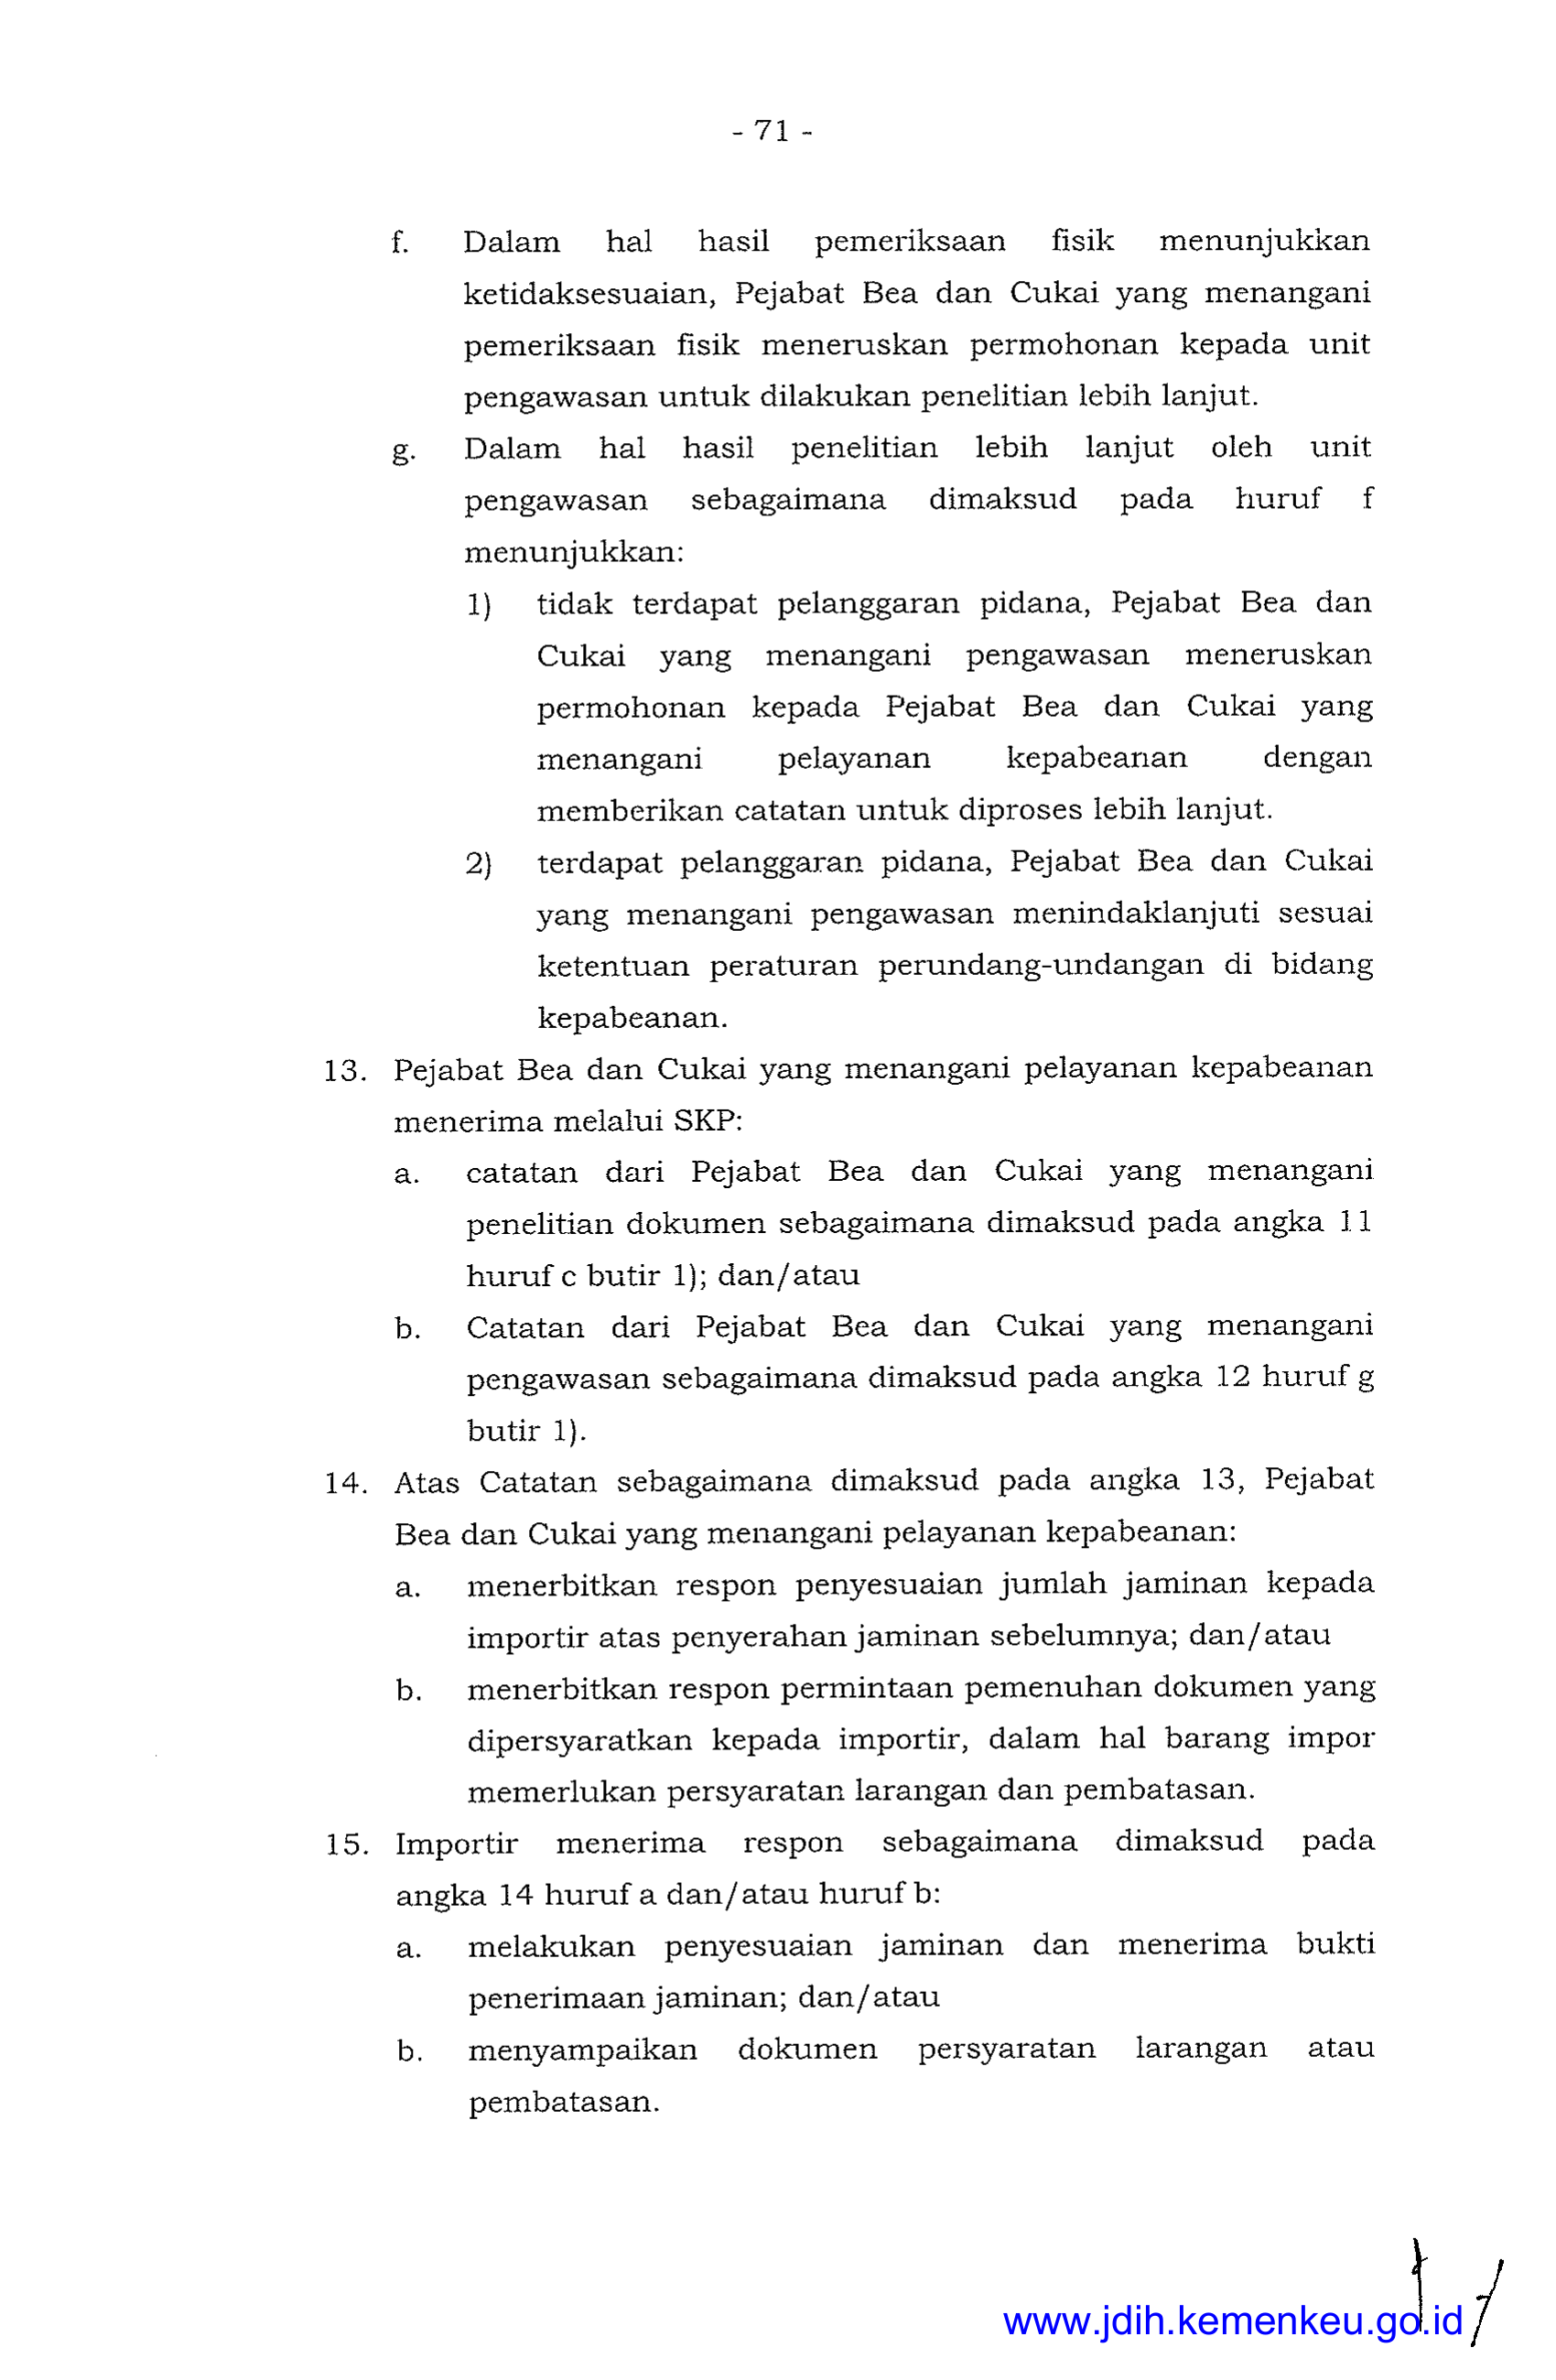 - 71 -
f. Dalam hal hasil pemeriksaan fisik menunjukkan
ketidaksesuaian, Pejabat Bea dan Cukai yang menangani
pemeriksaan fisik meneruskan permohonan kepada unit
pengawasan untuk dilakukan penelitian lebih lanjut.
g. Dalam hal hasil penelitian lebih lanjut oleh unit
pengawasan sebagaimana dimaksud pada huruf f
menunjukkan:
1) tidak terdapat pelanggaran pidana, Pejabat Bea dan
Cukai yang menangani pengawasan meneruskan
permohonan kepada Pejabat Bea dan Cukai yang
menangani pelayanan kepabeanan dengan
memberikan catatan untuk diproses lebih lanjut.
2) terdapat pelanggaran pidana, Pejabat Bea dan Cukai
yang menangani pengawasan menindaklanjuti sesuai
ketentuan peraturan perundang-undangan di bidang
kepabeanan.
13. Pejabat Bea dan Cukai yang menangani pelayanan kepabeanan
menerima melalui SKP:
a. catatan dari Pejabat Bea dan Cukai yang menangani
penelitian dokumen sebagaimana dimaksud pada angka 11
huruf c butir 1); dan/atau
b. Catatan dari Pejabat Bea dan Cukai yang menangani
pengawasan sebagaimana dimaksud pada angka 12 huruf g
butir 1).
14. Atas Catatan sebagaimana dimaksud pada angka 13, Pejabat
Bea dan Cukai yang menangani pelayanan kepabeanan:
a. menerbitkan respon penyesuaian jumlah jaminan kepada
importir atas penyerahan jaminan sebelumnya; dan/atau
b. menerbitkan respon permintaan pemenuhan dokumen yang
dipersyaratkan kepada importir, dalam hal barang impor
memerlukan persyaratan larangan dan pembatasan.
15. Importir menerima respon sebagaimana dimaksud pada
angka 14 huruf a dan/atau huruf b:
a. melakukan penyesuaian jaminan dan menerima bukti
penerimaan jaminan; dan/atau
b. menyampaikan dokumen persyaratan larangan atau
pembatasan.
www.jdih.kemenkeu.go.id